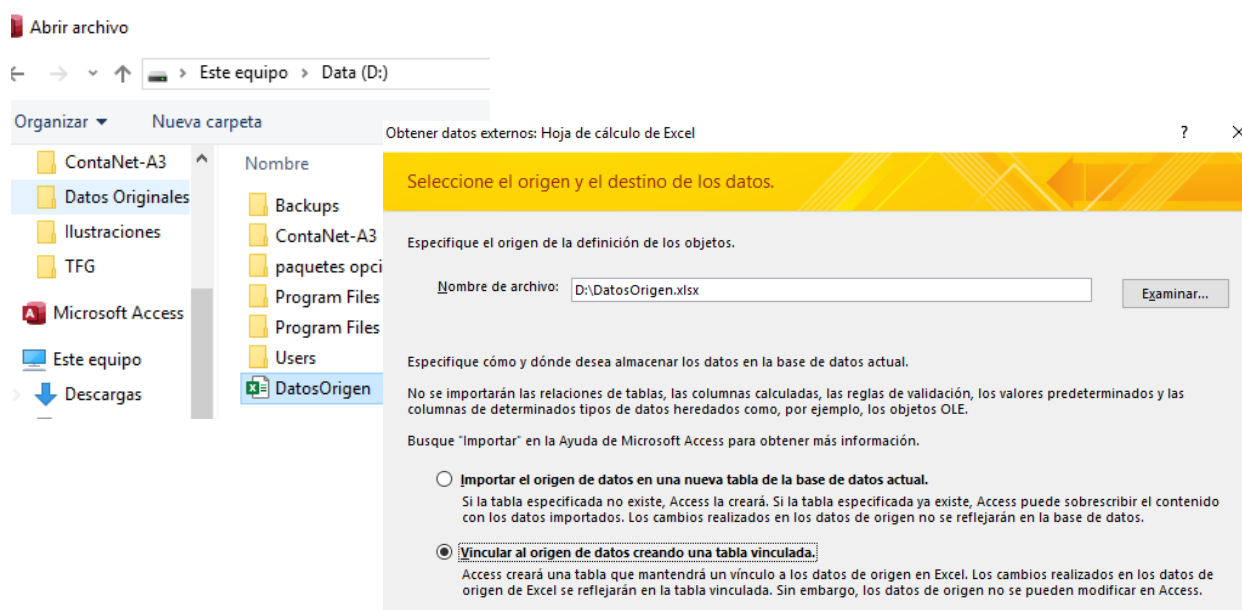 Abrir archivo
Este equipo > Data (D:)
Organizar Nueva carpeta
ContaNet-A3
Datos Originales
Ilustraciones
TFG
Microsoft Access
Este equipo
Descargas
Nombre
Backups
ContaNet-A3
paquetes opci
Program Files
Program Files
Users
DatosOrigen
Obtener datos externos: Hoja de cálculo de Excel ?
Seleccione el origen y el destino de los datos.
Especifique el origen de la definición de los objetos.
Nombre de archivo: D:\DatosOrigen.xlsx Examinar...
Especifique cómo y dónde desea almacenar los datos en la base de datos actual.
No se importarán las relaciones de tablas, las columnas calculadas, las reglas de validación, los valores predeterminados y las
columnas de determinados tipos de datos heredados como, por ejemplo, los objetos OLE.
Busque "Importar" en la Ayuda de Microsoft Access para obtener más información.
Importar el origen de datos en una nueva tabla de la base de datos actual.
Si la tabla especificada no existe, Access la creará. Si la tabla especificada ya existe, Access puede sobrescribir el contenido
con los datos importados. Los cambios realizados en los datos de origen no se reflejarán en la base de datos.
Vincular al origen de datos creando una tabla vinculada.
Access creará una tabla que mantendrá un vínculo a los datos de origen en Excel. Los cambios realizados en los datos de
origen de Excel se reflejarán en la tabla vinculada. Sin embargo, los datos de origen no se pueden modificar en Access.